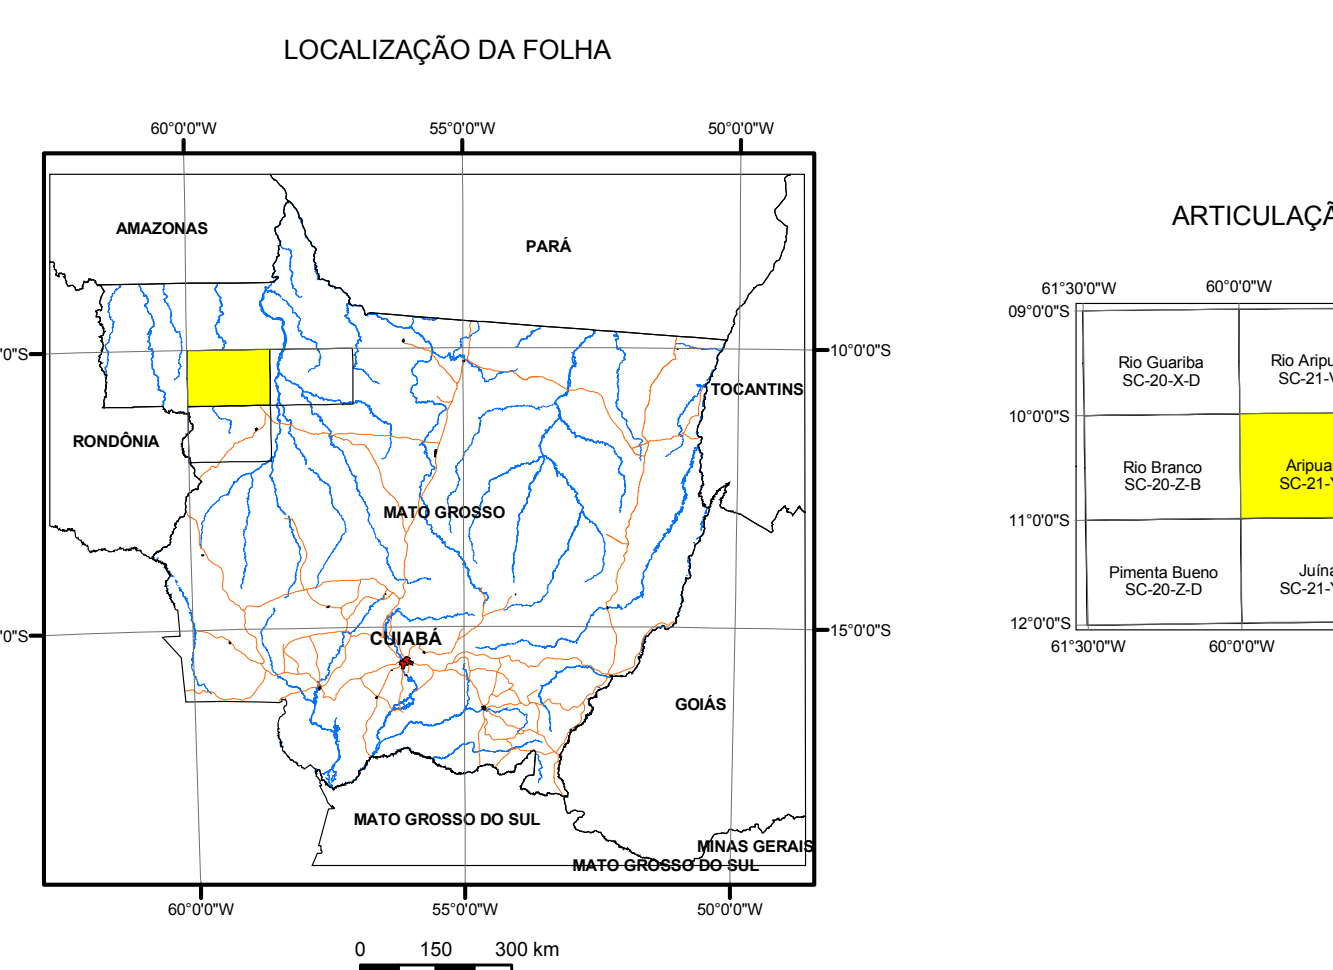 LOCALIZAÇÃO DA FOLHA
60°0'0"W 55°0'0"W 50°0'0"W
AMAZONAS
PARÁ
10°0'0"S
TOCANTINS
RONDÔNIA
MATO GROSSO
CUIABÁ
15°0'0"S
GOIÁS
MATO GROSSO DO SUL
MINAS GERAIS
MATO GROSSO DO SUL
60°0'0"W 55°0'0"W 50°0'0"W
0 150 300 km
61°30'0"W 60°0'0"W
09°0'0"S
Rio Guariba
SC-20-X-D
Rio
10°0'0"S
Rio Branco
SC-20-Z-B
11°0'0"S
Pimenta Bueno
SC-20-Z-D
12°0'0"S
61°30'0"W 60°0'0"W